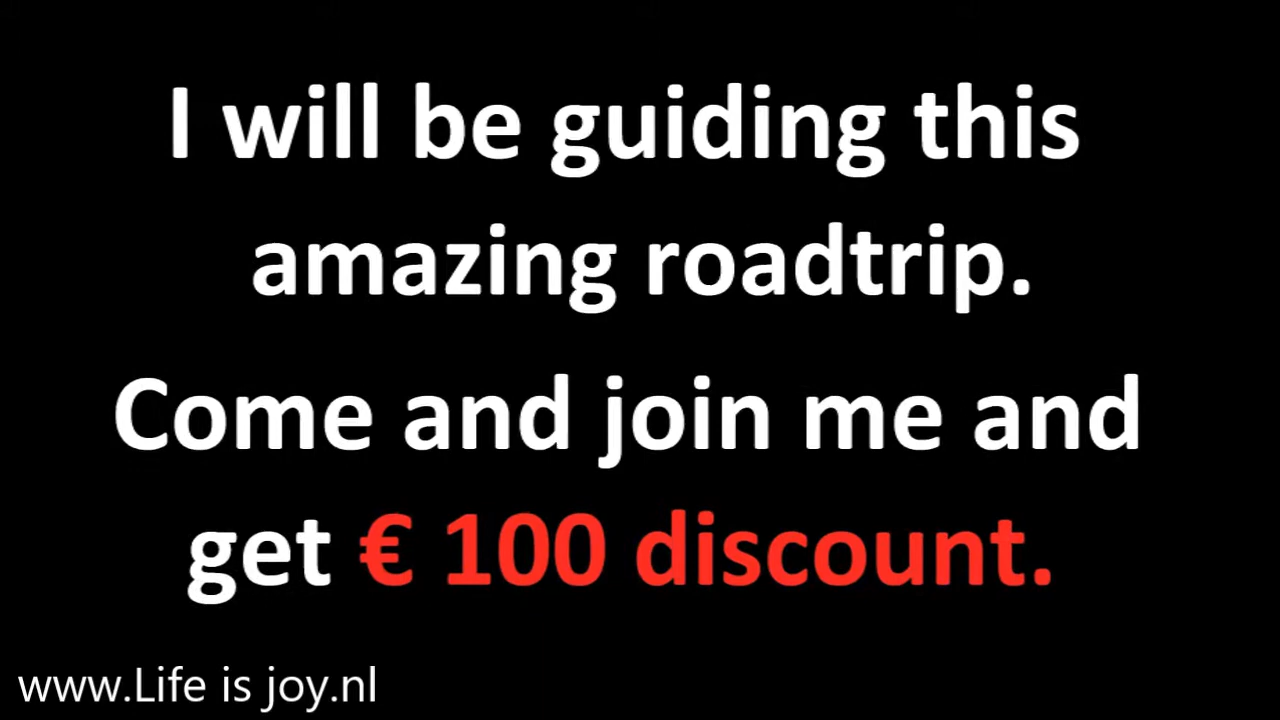 I will be guiding this
amazing roadtrip.
Come and join me and
get € 100 discount.
www.Life is joy.nl